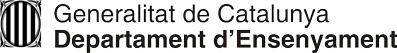 Generalitat de Catalunya
Departament d'Ensenyament